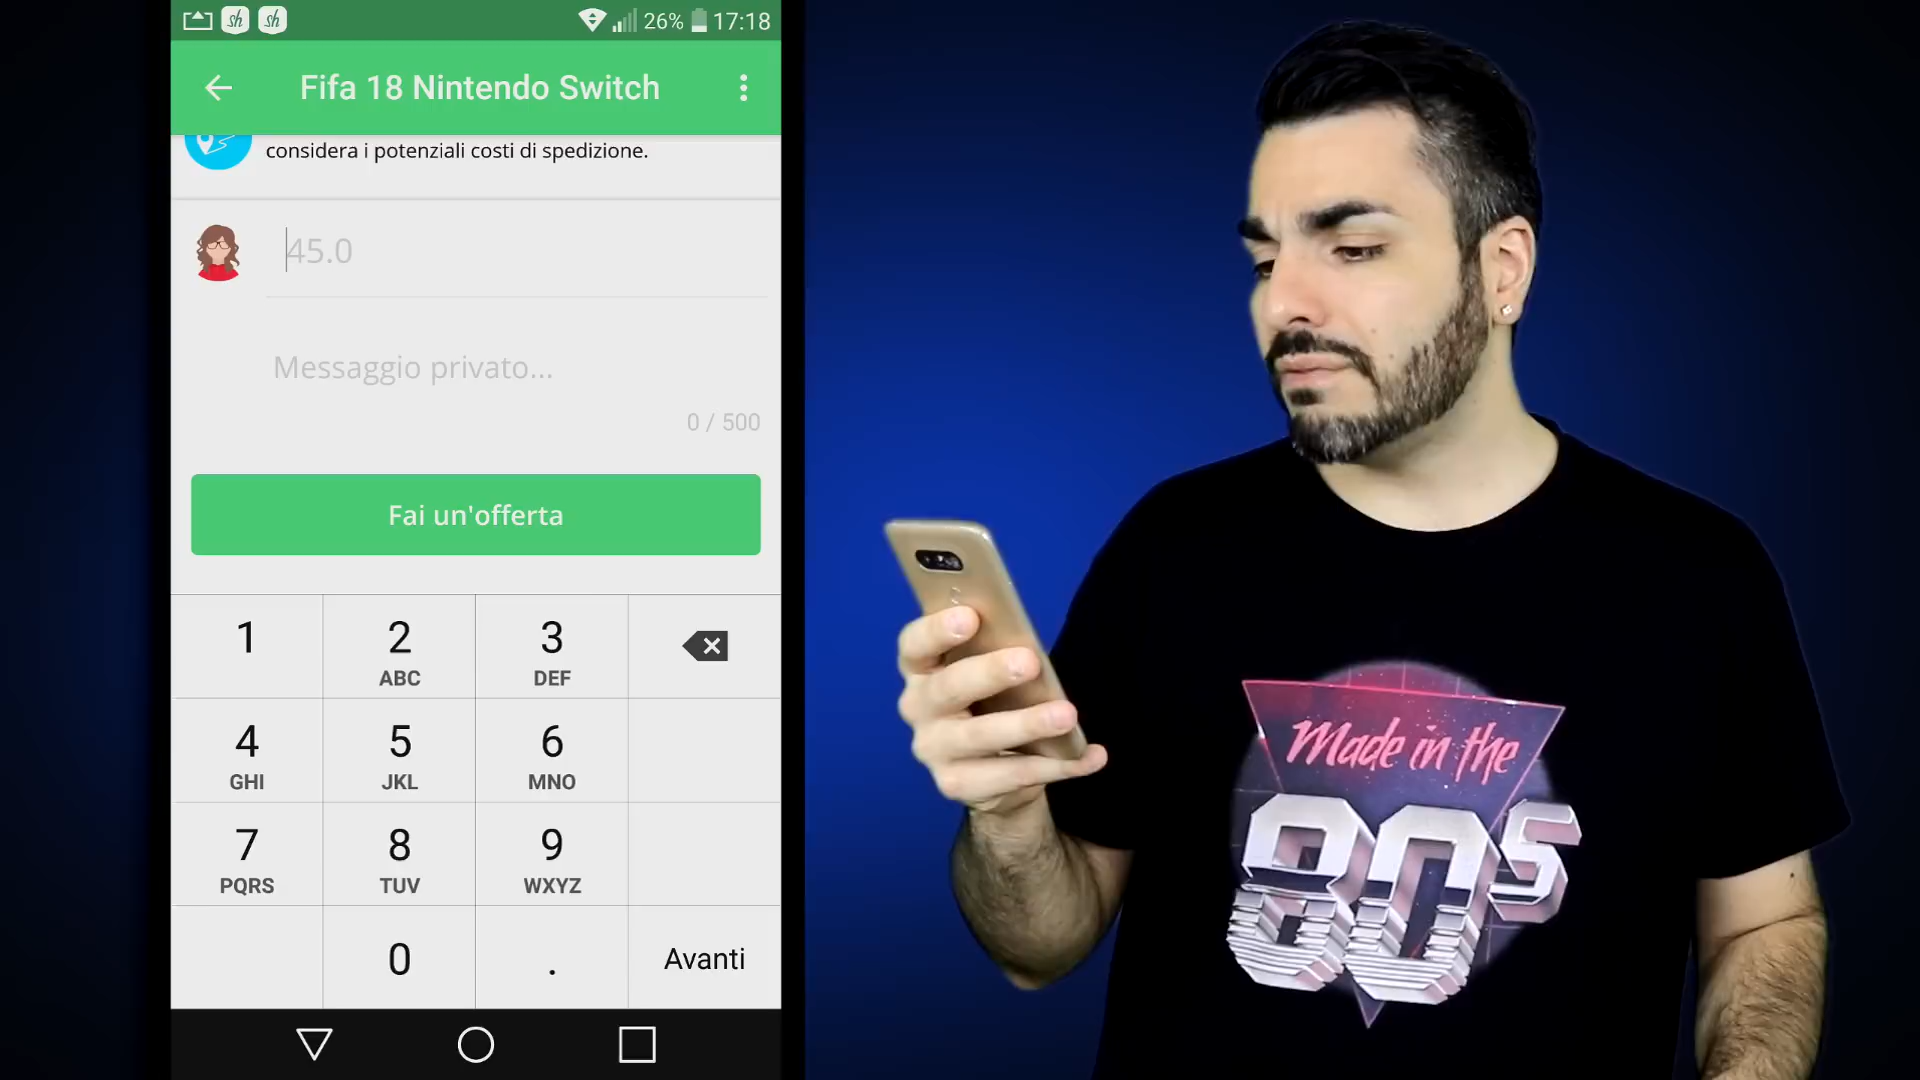 sh sh 26% 17:18
Fifa 18 Nintendo Switch
considera i potenziali costi di spedizione.
45.0
Messaggio privato...
0 / 500
Fai un'offerta
1 2 3
ABC DEF
4 5 6
GHI JKL MNO
7 8 9
PQRS TUV WXYZ
0 . Avanti
Made in the
80s